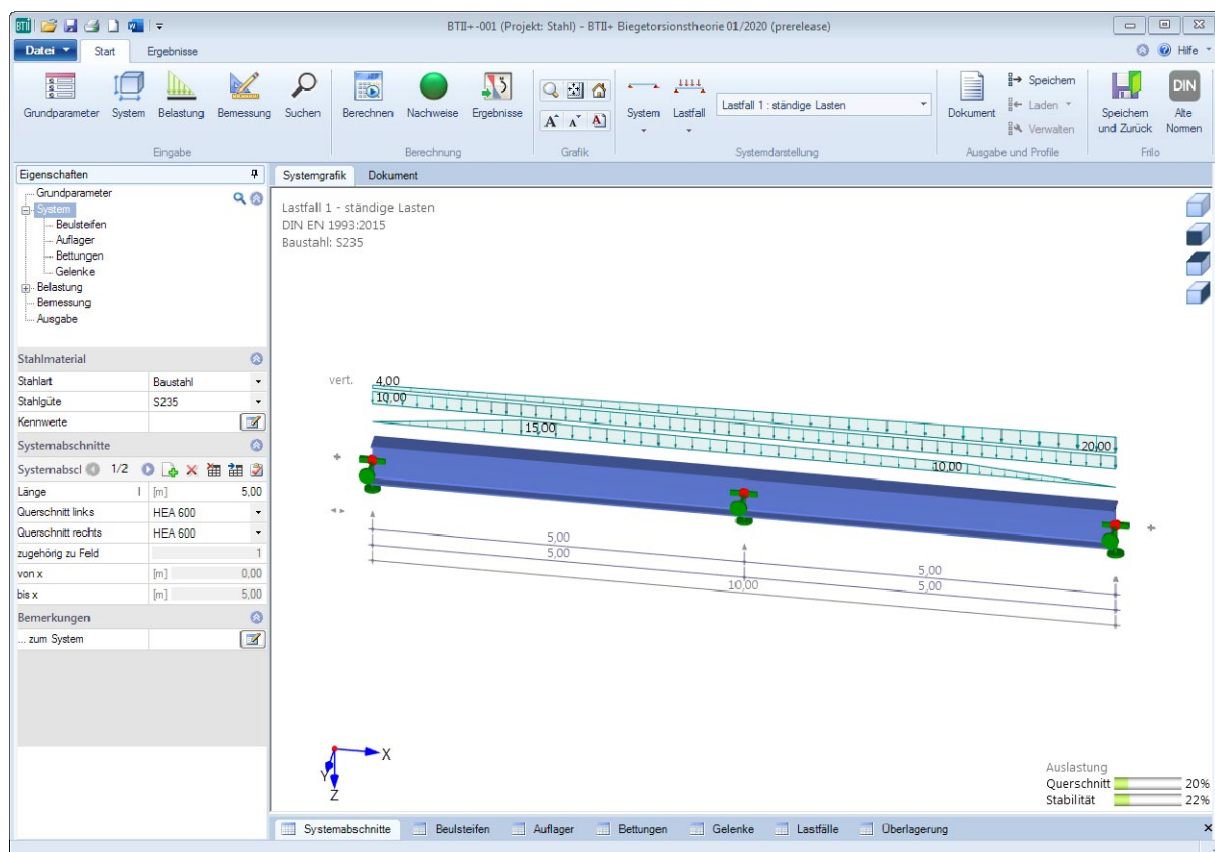 BTII BTII+-001 (Projekt: Stahl) - BTII+ Biegetorsionstheorie 01/2020 (prerelease)
Datei Start Ergebnisse Hilfe
Grundparameter System Belastung Bemessung Suchen Berechnen Nachweise Ergebnisse System Lastfall Lastfall 1 : ständige Lasten Dokument Speichern Laden Verwalten Speichern und Zurück DIN Alte Normen
Eingabe Berechnung Grafik Systemdarstellung Ausgabe und Profile Frilo
Eigenschaften
Grundparameter
System
Beulsteifen
Auflager
Bettungen
Gelenke
Belastung
Bemessung
Ausgabe
Stahlmaterial
Stahlart Baustahl
Stahlgüte S235
Kennwerte
Systemabschnitte
Systemabscl 1/2
Länge l [m] 5,00
Querschnitt links HEA 600
Querschnitt rechts HEA 600
zugehörig zu Feld 1
von x [m] 0,00
bis x [m] 5,00
Bemerkungen
... zum System
Systemgrafik Dokument
Lastfall 1 - ständige Lasten
DIN EN 1993:2015
Baustahl: S235
vert. 4,00
10,00
15,00
20,00
10,00
5,00
5,00
5,00
10,00 5,00
X
Y
Z
Auslastung
Querschnitt 20%
Stabilität 22%
Systemabschnitte Beulsteifen Auflager Bettungen Gelenke Lastfälle Überlagerung